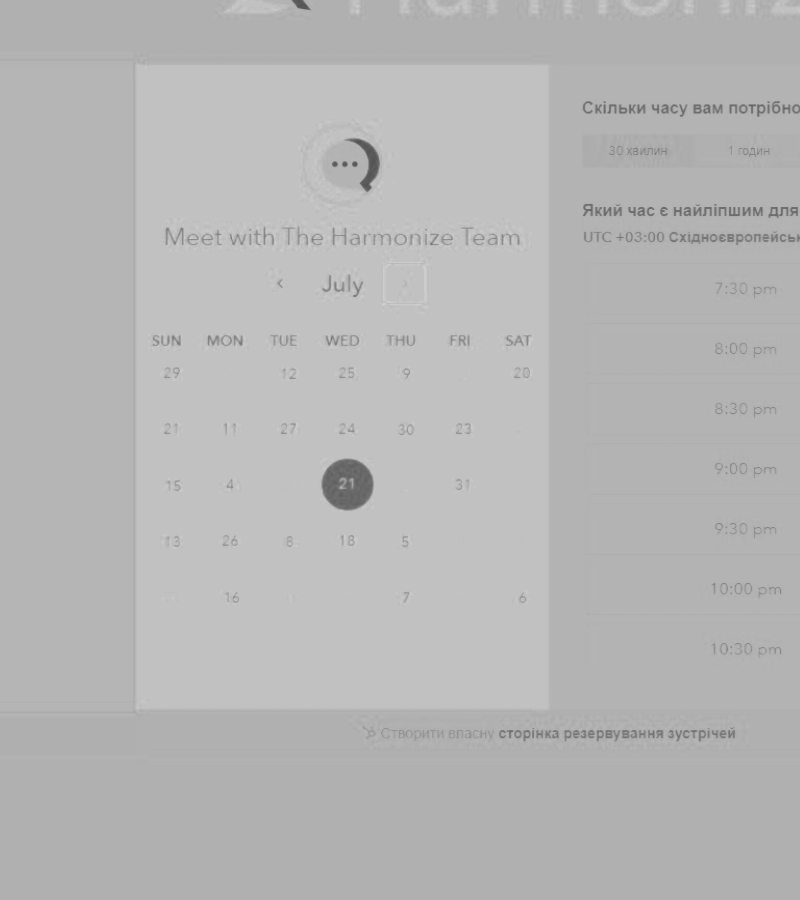 Harmoniz
Скільки часу вам потрібно
30 хвилин 1 годин
Meet with The Harmonize Team
Який час є найліпшим для
UTC +03:00 Східноєвропейськ
‹ July ›
7:30 pm
SUN MON TUE WED THU FRI SAT
8:00 pm
29 12 25 9 20
8:30 pm
21 11 27 24 30 23
9:00 pm
15 4 21 31
9:30 pm
13 26 8 18 5
10:00 pm
16 7 6
10:30 pm
Створити власну сторінка резервування зустрічей